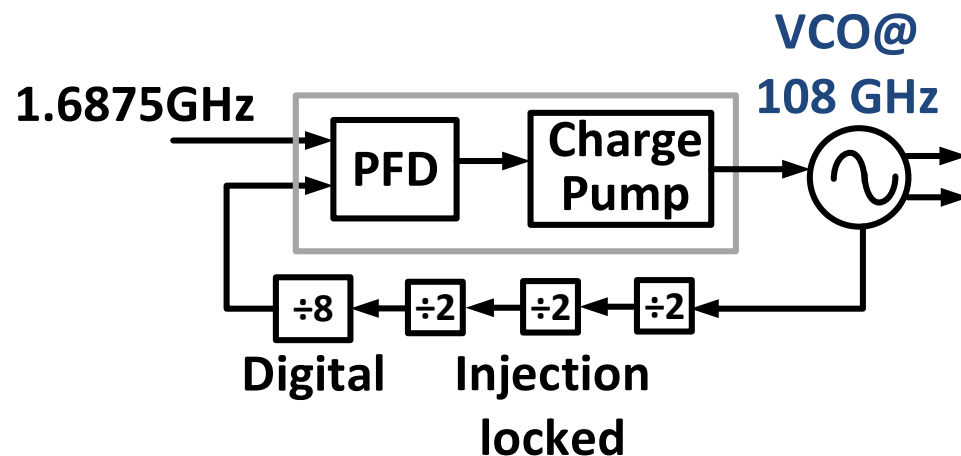 VCO@
108 GHz
1.6875GHz
PFD
Charge
Pump
÷8
÷2
÷2
÷2
Digital
Injection
locked